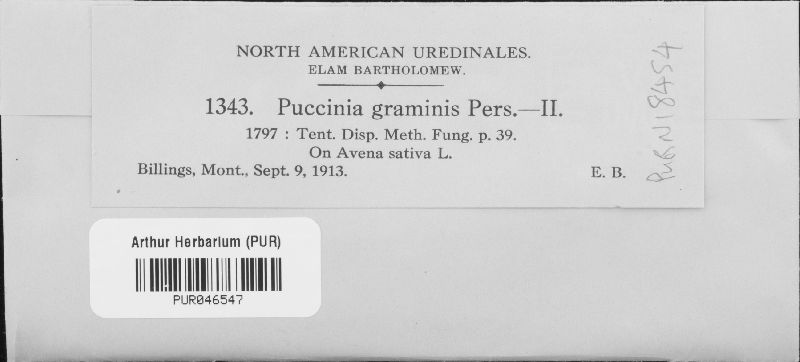 NORTH AMERICAN UREDINALES.
ELAM BARTHOLOMEW.
1343. Puccinia graminis Pers.—II.
1797 : Tent. Disp. Meth. Fung. p. 39.
On Avena sativa L.
Billings, Mont., Sept. 9, 1913. E. B.
PUR N18454
Arthur Herbarium (PUR)
PUR046547